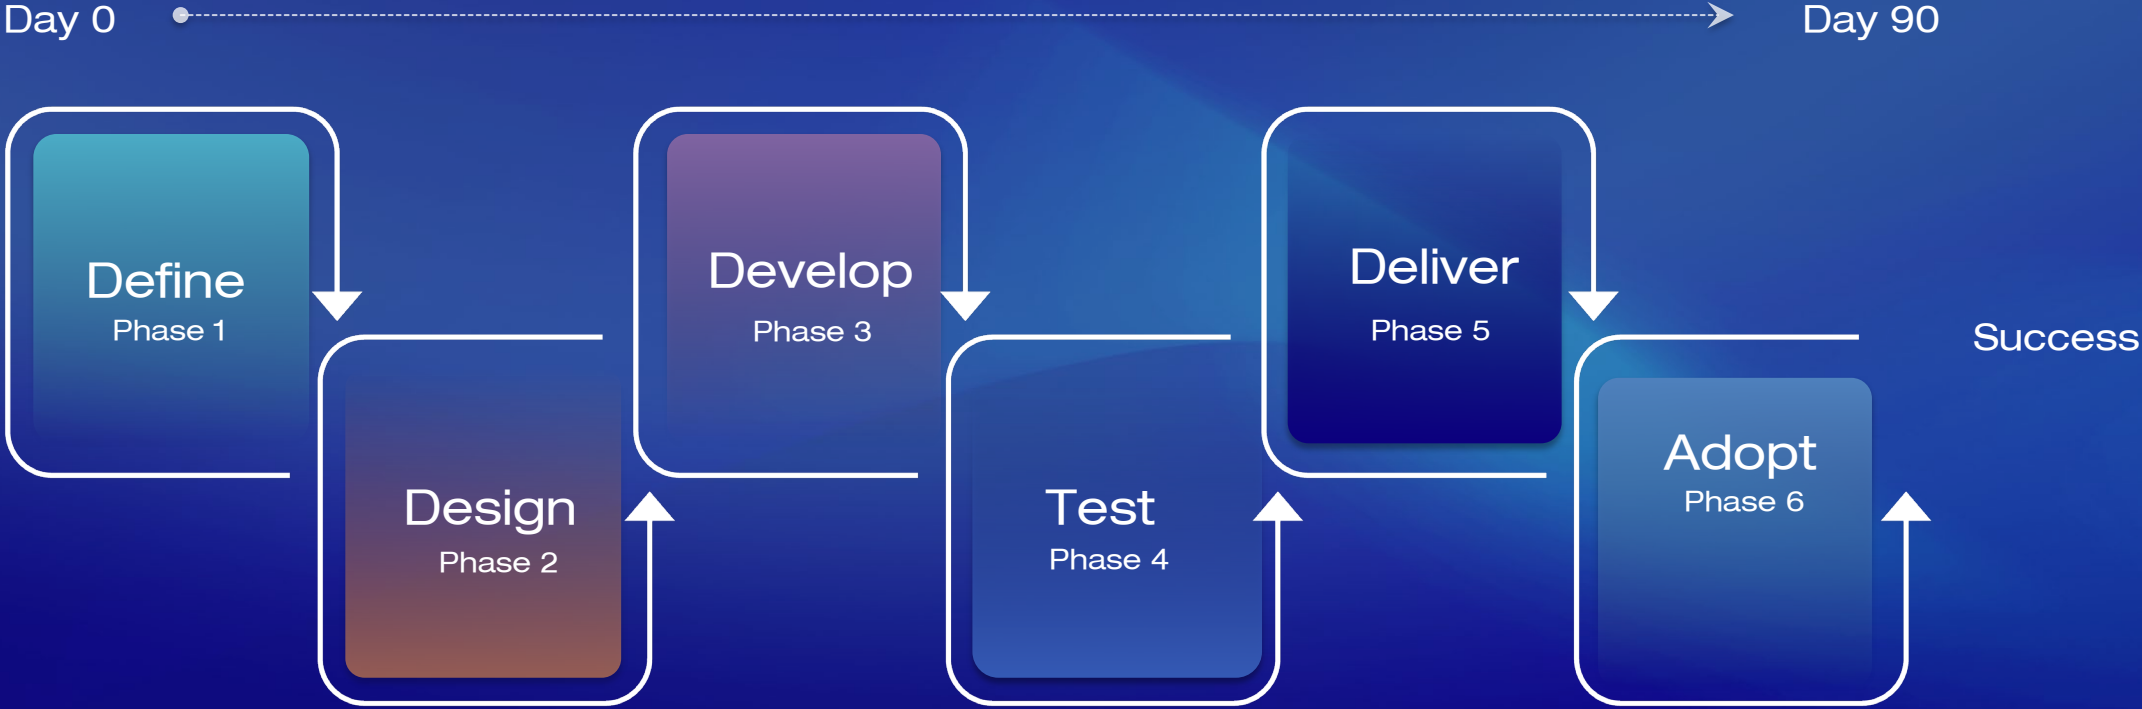 Day 0
Day 90
Define
Phase 1
Design
Phase 2
Develop
Phase 3
Test
Phase 4
Deliver
Phase 5
Adopt
Phase 6
Success